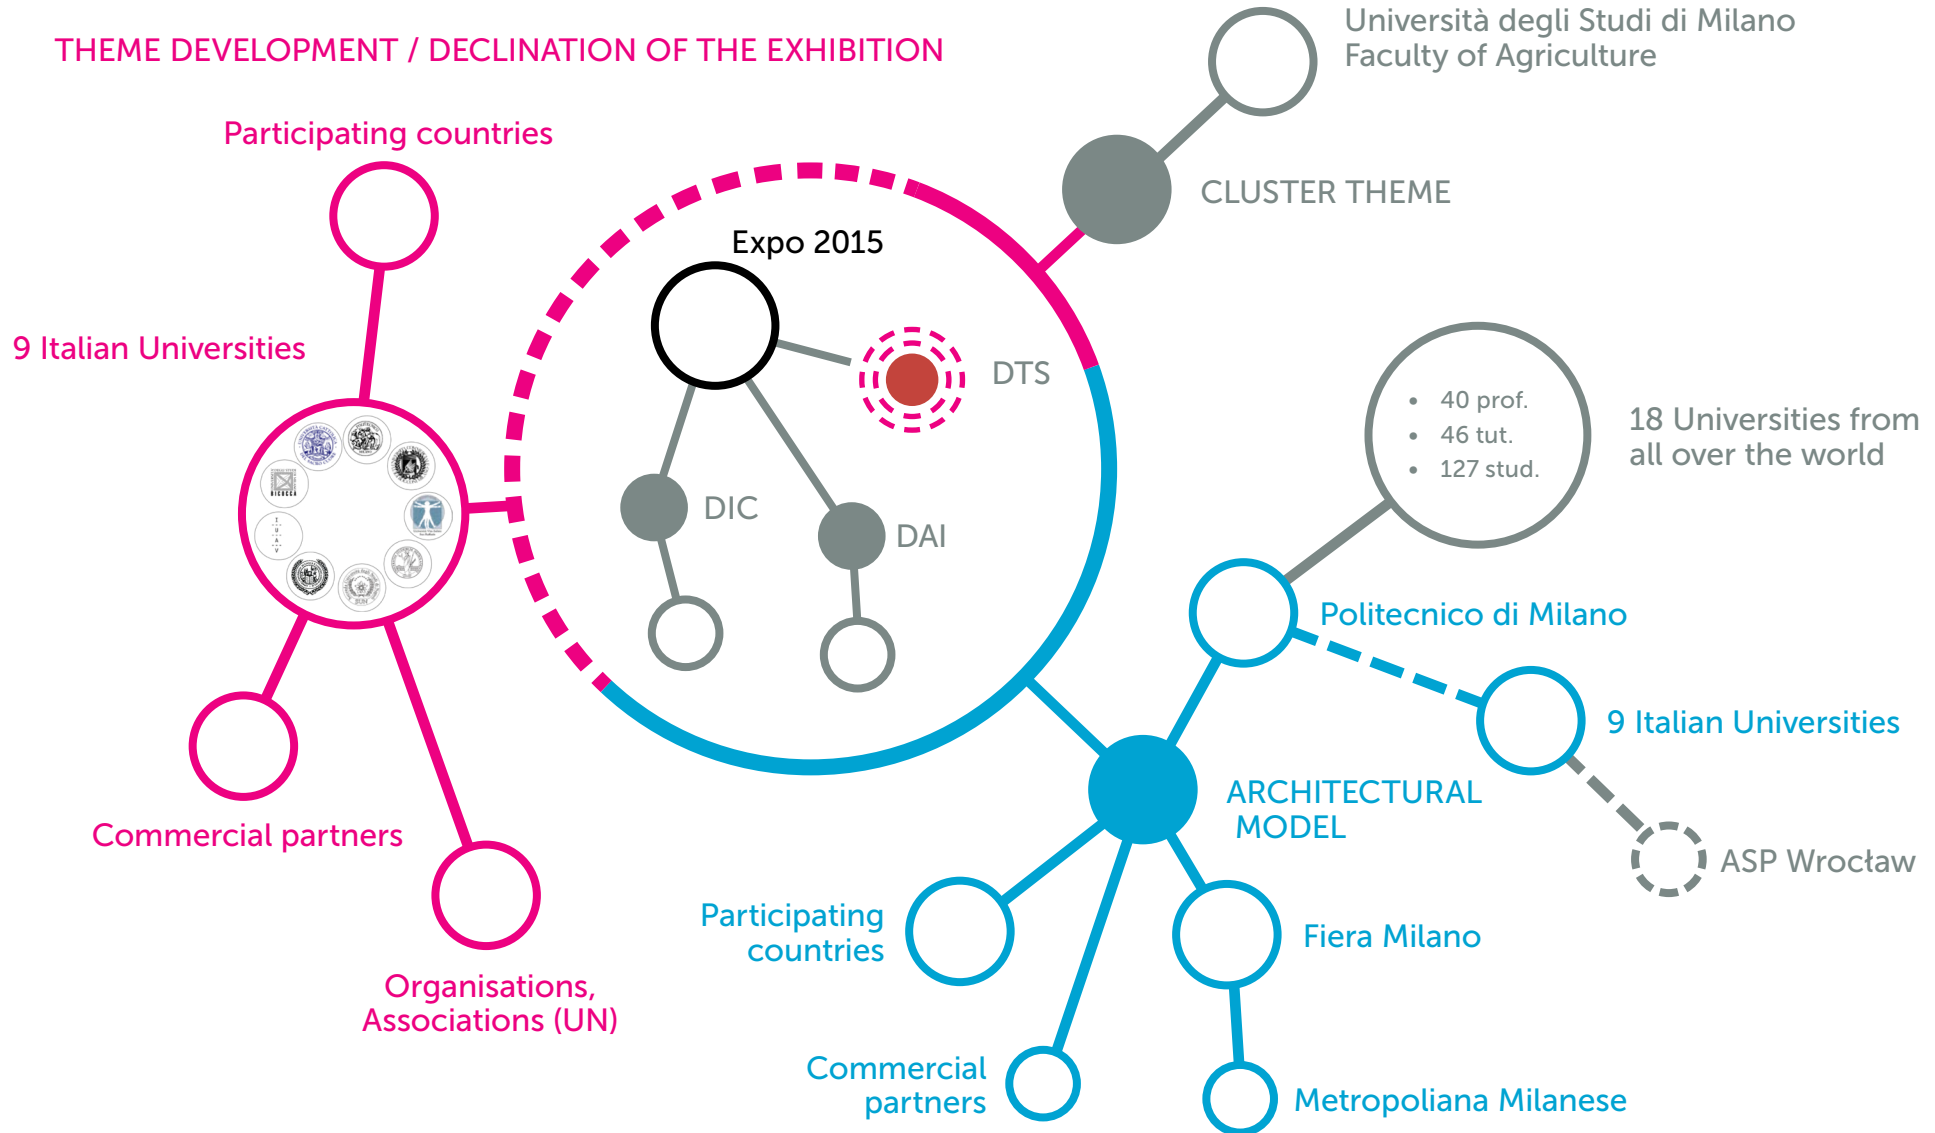 THEME DEVELOPMENT / DECLINATION OF THE EXHIBITION
Università degli Studi di Milano
Faculty of Agriculture
Participating countries
CLUSTER THEME
Expo 2015
9 Italian Universities
DTS
• 40 prof.
• 46 tut.
• 127 stud.
18 Universities from
all over the world
BICOCCA
I
U
A
V
DIC
DAI
Politecnico di Milano
9 Italian Universities
ARCHITECTURAL
MODEL
Commercial partners
ASP Wrocław
Participating
countries
Fiera Milano
Organisations,
Associations (UN)
Commercial
partners
Metropoliana Milanese